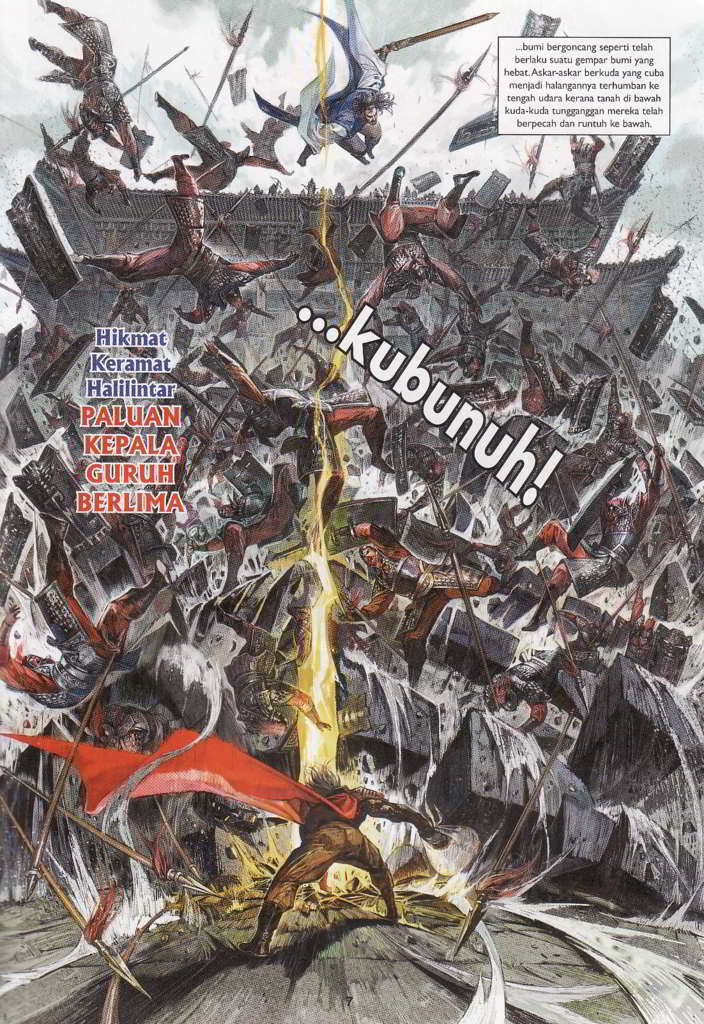 ...bumi bergoncang seperti telah
berlaku suatu gempar bumi yang
hebat. Askar-askar berkuda yang cuba
menjadi halangannya terhumban ke
tengah udara kerana tanah di bawah
kuda-kuda tungganggan mereka telah
berpecah dan runtuh ke bawah.
...kubunuh!
Hikmat
Keramat
Halilintar
PALUAN
KEPALA
GURUH
BERLIMA
7